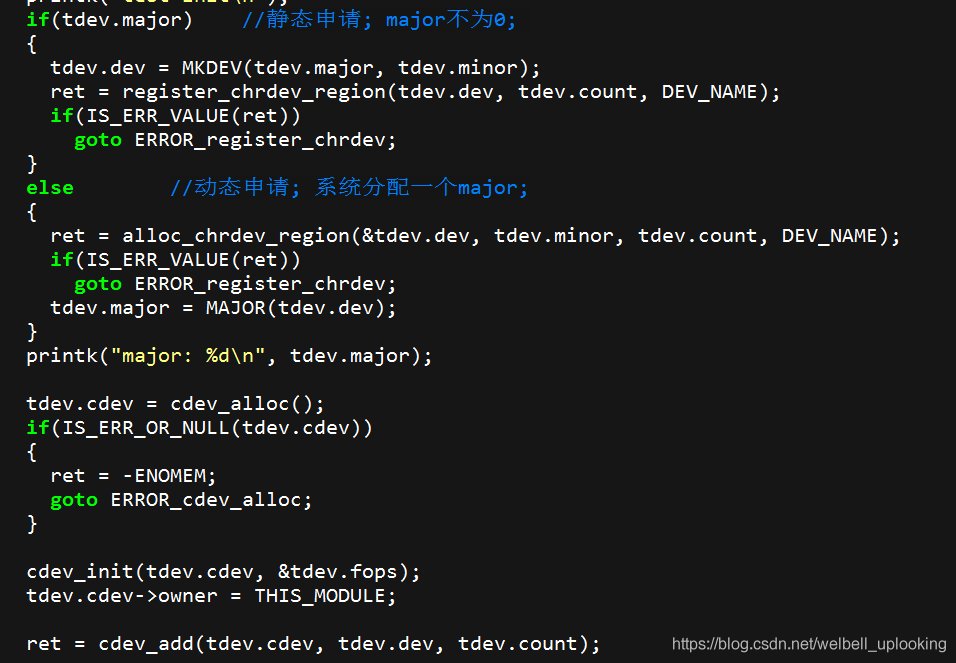 printk("test init\n");
if(tdev.major)    //静态申请; major不为0;
{
  tdev.dev = MKDEV(tdev.major, tdev.minor);
  ret = register_chrdev_region(tdev.dev, tdev.count, DEV_NAME);
  if(IS_ERR_VALUE(ret))
    goto ERROR_register_chrdev;
}
else        //动态申请; 系统分配一个major;
{
  ret = alloc_chrdev_region(&tdev.dev, tdev.minor, tdev.count, DEV_NAME);
  if(IS_ERR_VALUE(ret))
    goto ERROR_register_chrdev;
  tdev.major = MAJOR(tdev.dev);
}
printk("major: %d\n", tdev.major);

tdev.cdev = cdev_alloc();
if(IS_ERR_OR_NULL(tdev.cdev))
{
  ret = -ENOMEM;
  goto ERROR_cdev_alloc;
}

cdev_init(tdev.cdev, &tdev.fops);
tdev.cdev->owner = THIS_MODULE;

ret = cdev_add(tdev.cdev, tdev.dev, tdev.count);
https://blog.csdn.net/welbell_uplooking